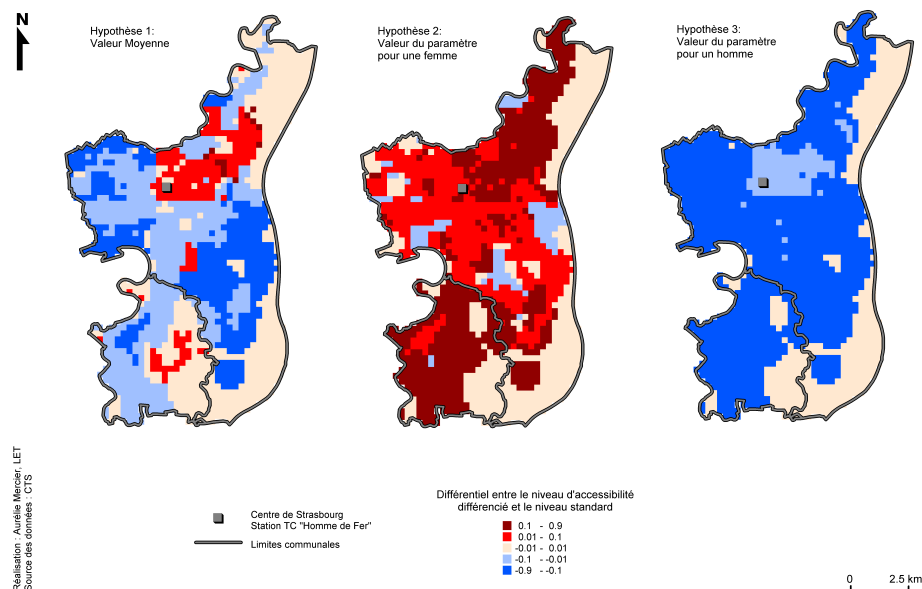 N
Hypothèse 1:
Valeur Moyenne
Hypothèse 2:
Valeur du paramètre
pour une femme
Hypothèse 3:
Valeur du paramètre
pour un homme
Réalisation : Aurélie Mercier, LET
Source des données : CTS
Centre de Strasbourg
Station TC "Homme de Fer"
Limites communales
Différentiel entre le niveau d'accessibilité
différencié et le niveau standard
0.1 - 0.9
0.01 - 0.1
-0.01 - 0.01
-0.1 - -0.01
-0.9 - -0.1
0 2.5 km